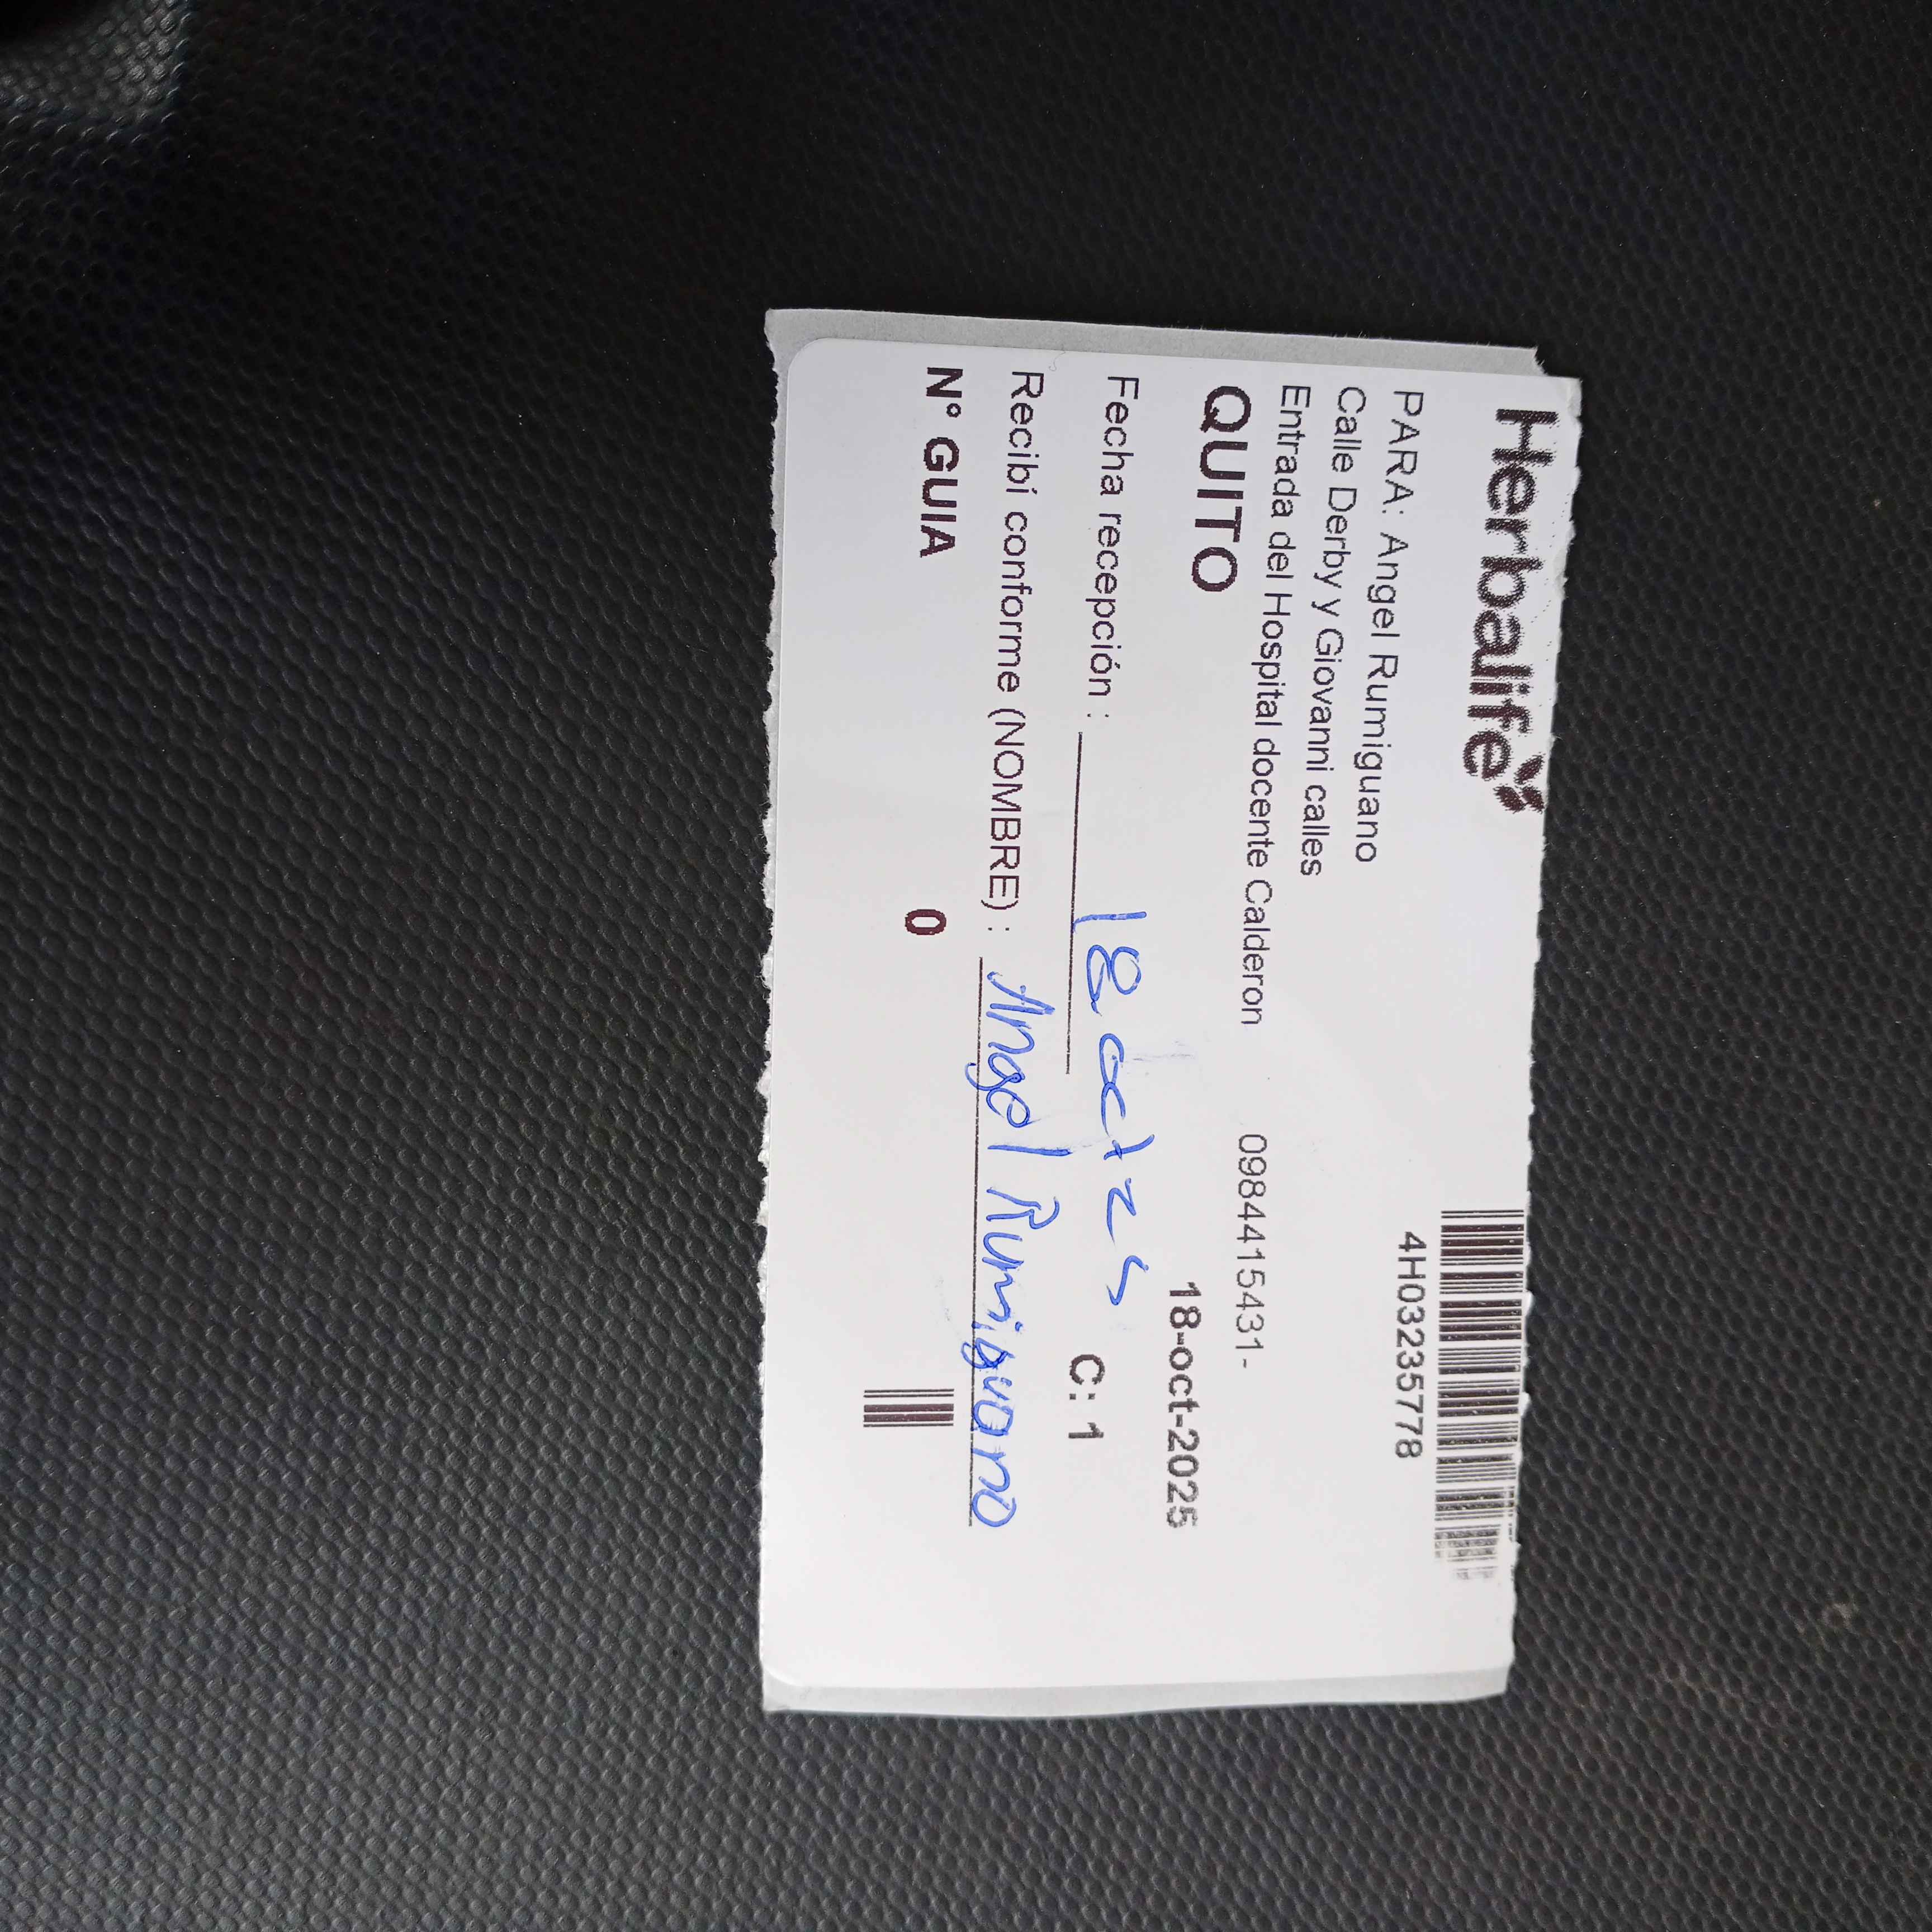 Herbalife
4H03235778
PARA: Angel Rumiguano
Calle Derby y Giovanni calles
Entrada del Hospital docente Calderon 0984415431-
QUITO 18-oct-2025
Fecha recepción : 18 oct 25 C: 1
Recibí conforme (NOMBRE) : Angel Rumiguano
N° GUIA 0